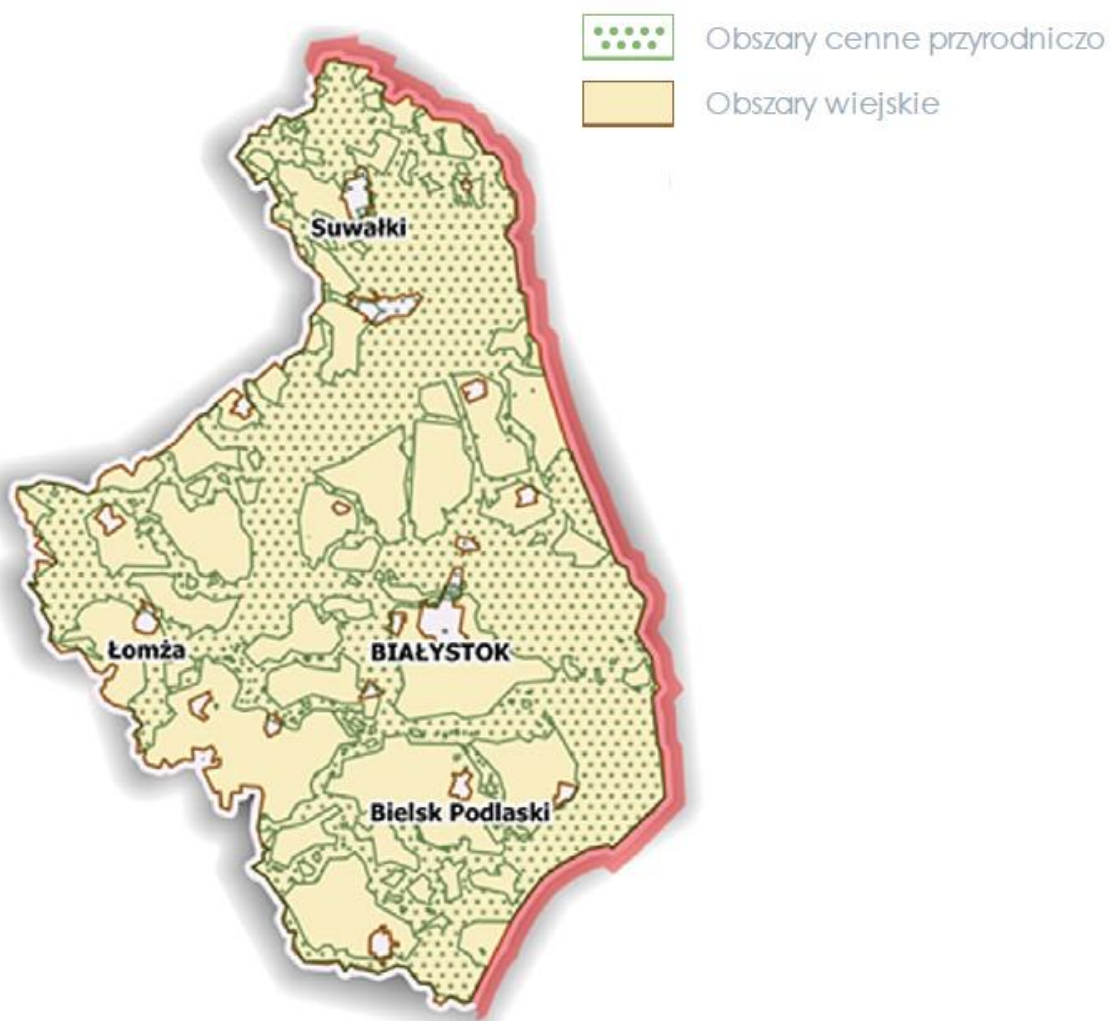 Obszary cenne przyrodniczo
Obszary wiejskie
Suwałki
Łomża
BIAŁYSTOK
Bielsk Podlaski